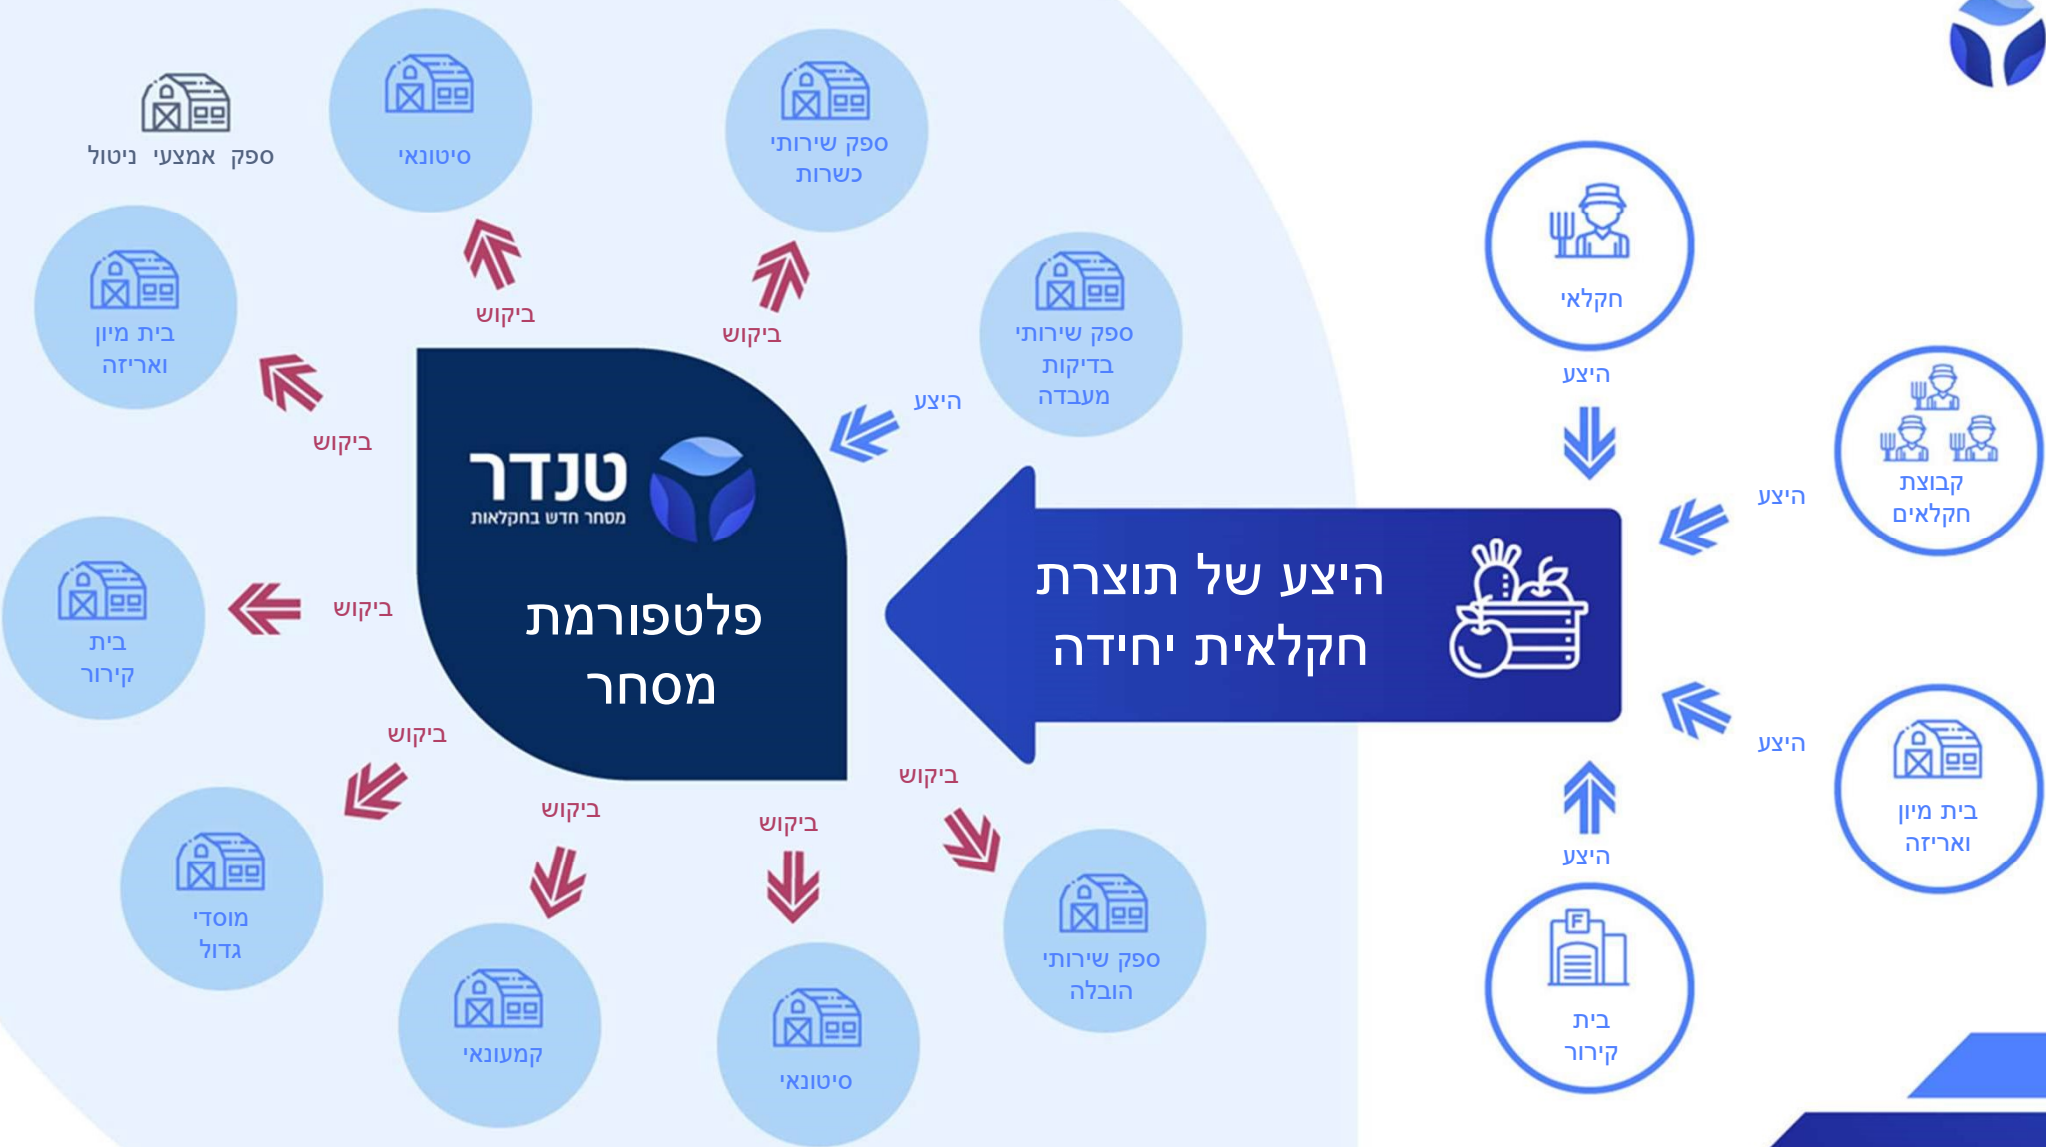 ספק אמצעי ניטול
סיטונאי
ספק שירותי
כשרות
חקלאי
היצע
ביקוש
ביקוש
בית מיון
ואריזה
ספק שירותי
בדיקות
מעבדה
היצע
ביקוש
קבוצת
חקלאים
היצע
טנדר
מסחר חדש בחקלאות
פלטפורמת
מסחר
היצע של תוצרת
חקלאית יחידה
ביקוש
בית
קירור
ביקוש
היצע
בית מיון
ואריזה
ביקוש
ביקוש
ביקוש
היצע
מוסדי
גדול
F
ספק שירותי
הובלה
קמעונאי
סיטונאי
בית
קירור